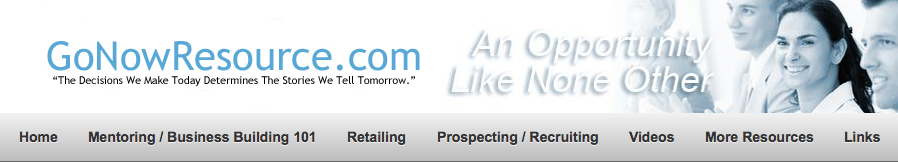 GoNowResource.com
“The Decisions We Make Today Determines The Stories We Tell Tomorrow.”
An Opportunity
Like None Other
Home Mentoring / Business Building 101 Retailing Prospecting / Recruiting Videos More Resources Links